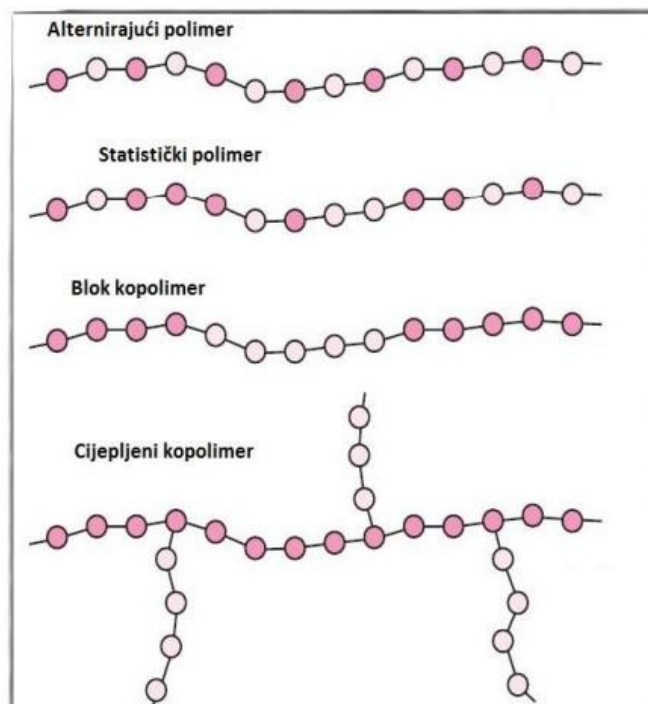 Alternirajući polimer
Statistički polimer
Blok kopolimer
Cijepljeni kopolimer